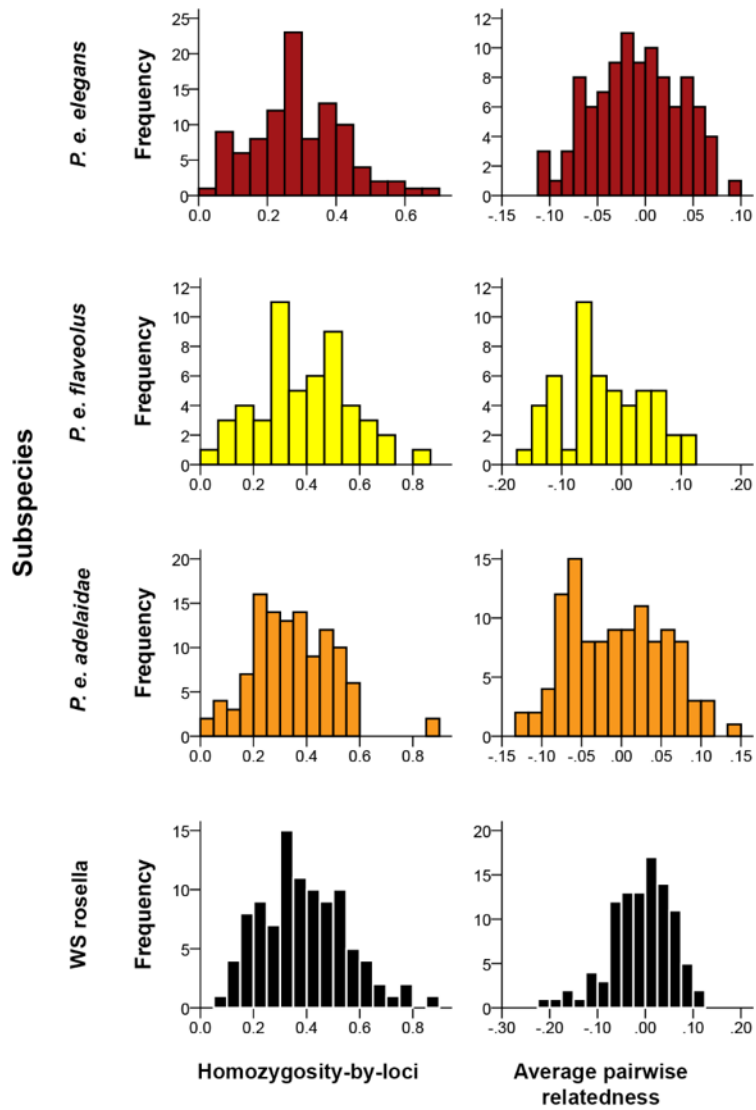 Subspecies
P. e. elegans
Frequency
25
20
15
10
5
0
0.0 0.2 0.4 0.6
12
10
8
6
4
2
0
-.15 -.10 -.05 .00 .05 .10
P. e. flaveolus
Frequency
12
10
8
6
4
2
0
0.0 0.2 0.4 0.6 0.8
12
10
8
6
4
2
0
-.20 -.10 .00 .10 .20
P. e. adelaidae
Frequency
20
15
10
5
0
0.0 0.2 0.4 0.6 0.8
15
10
5
0
-.15 -.10 -.05 .00 .05 .10 .15
WS rosella
Frequency
15
10
5
0
0.0 0.2 0.4 0.6 0.8
20
15
10
5
0
-.30 -.20 -.10 .00 .10 .20
Homozygosity-by-loci
Average pairwise
relatedness